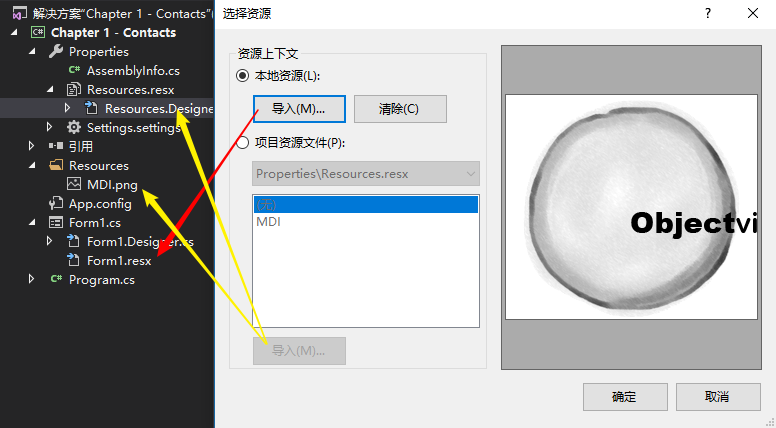 解决方案"Chapter 1 - Contacts"(
Chapter 1 - Contacts
Properties
AssemblyInfo.cs
Resources.resx
Resources.Designe
Settings.settings
引用
Resources
MDI.png
App.config
Form1.cs
Form1.Designer.cs
Form1.resx
Program.cs
选择资源
?
资源上下文
本地资源(L):
导入(M)...
清除(C)
项目资源文件(P):
Properties\Resources.resx
(无)
MDI
导入(M)...
Objectvi
确定
取消